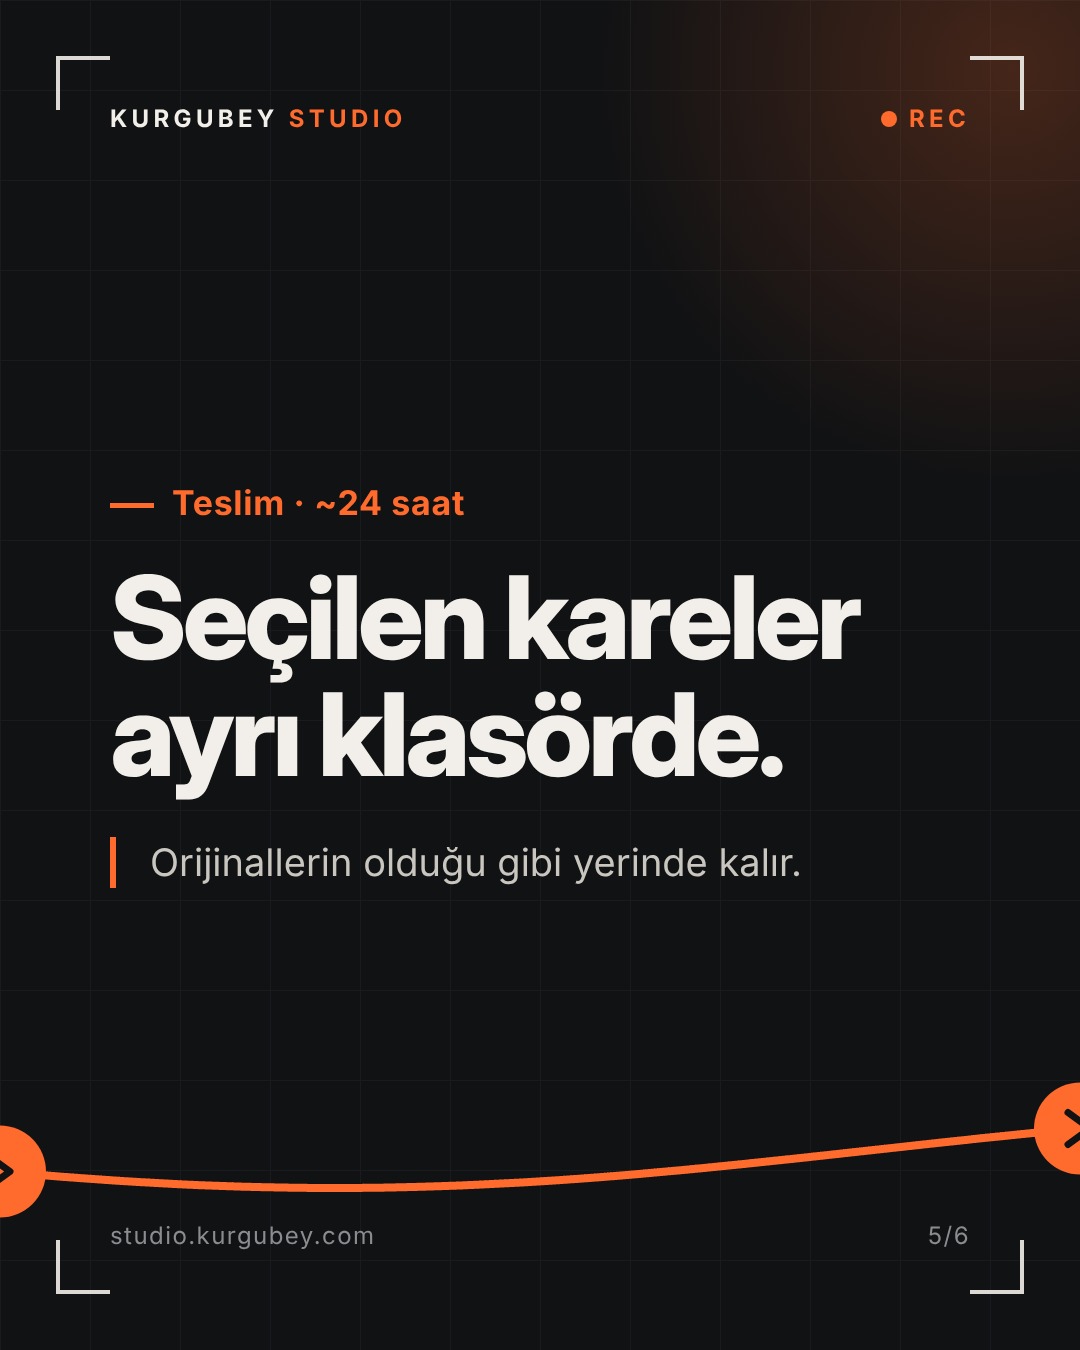 KURGUBEY STUDIO
REC
Teslim · ~24 saat
Seçilen kareler
ayrı klasörde.
Orijinallerin olduğu gibi yerinde kalır.
studio.kurgubey.com
5/6